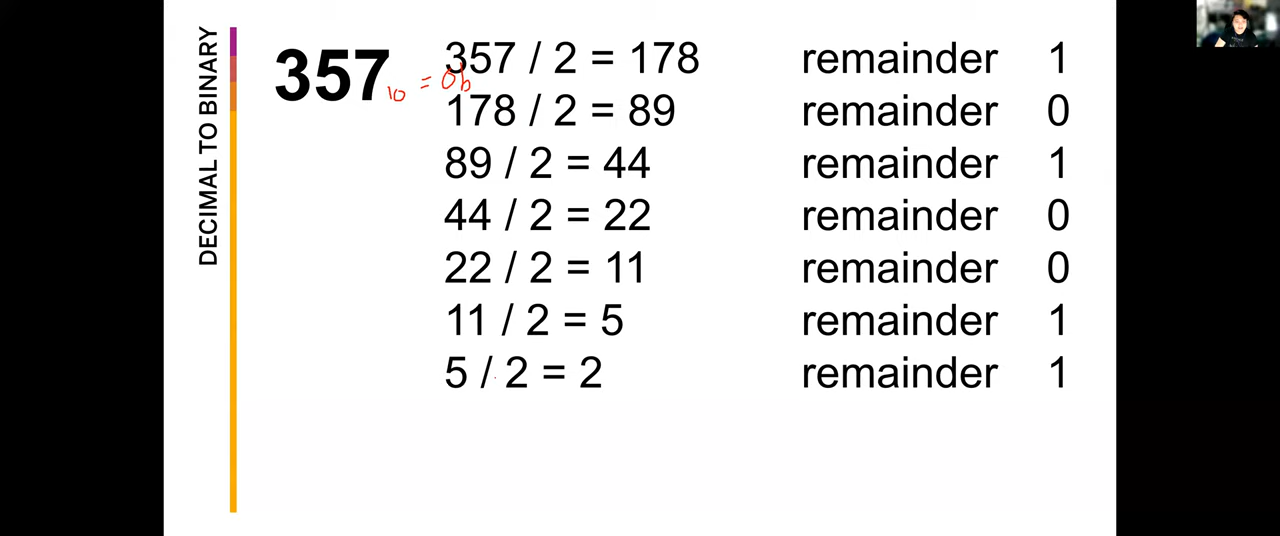 DECIMAL TO BINARY
357₁₀ = 0b
357 / 2 = 178 remainder 1
178 / 2 = 89 remainder 0
89 / 2 = 44 remainder 1
44 / 2 = 22 remainder 0
22 / 2 = 11 remainder 0
11 / 2 = 5 remainder 1
5 / 2 = 2 remainder 1